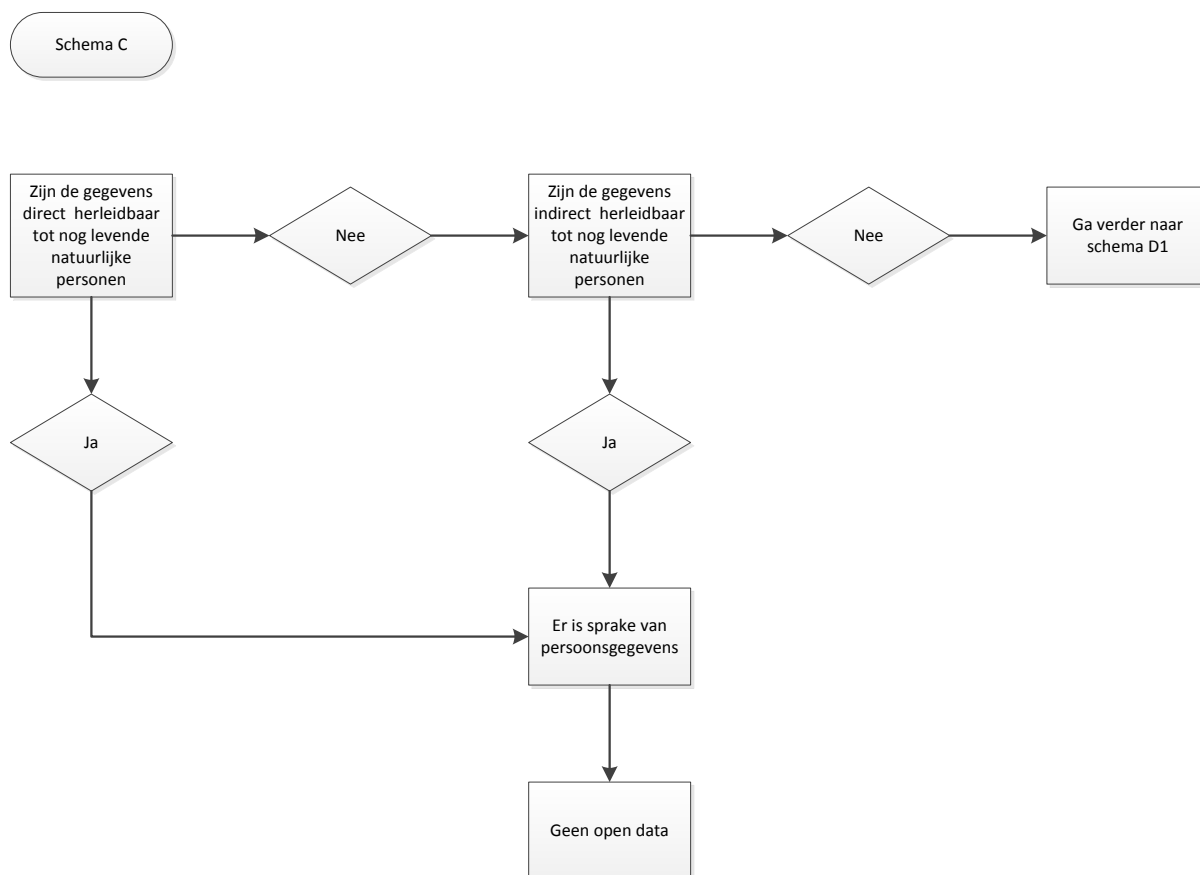 Schema C
Zijn de gegevens
direct  herleidbaar
tot nog levende
natuurlijke
personen
Nee
Zijn de gegevens
indirect  herleidbaar
tot nog levende
natuurlijke
personen
Nee
Ga verder naar
schema D1
Ja
Ja
Er is sprake van
persoonsgegevens
Geen open data